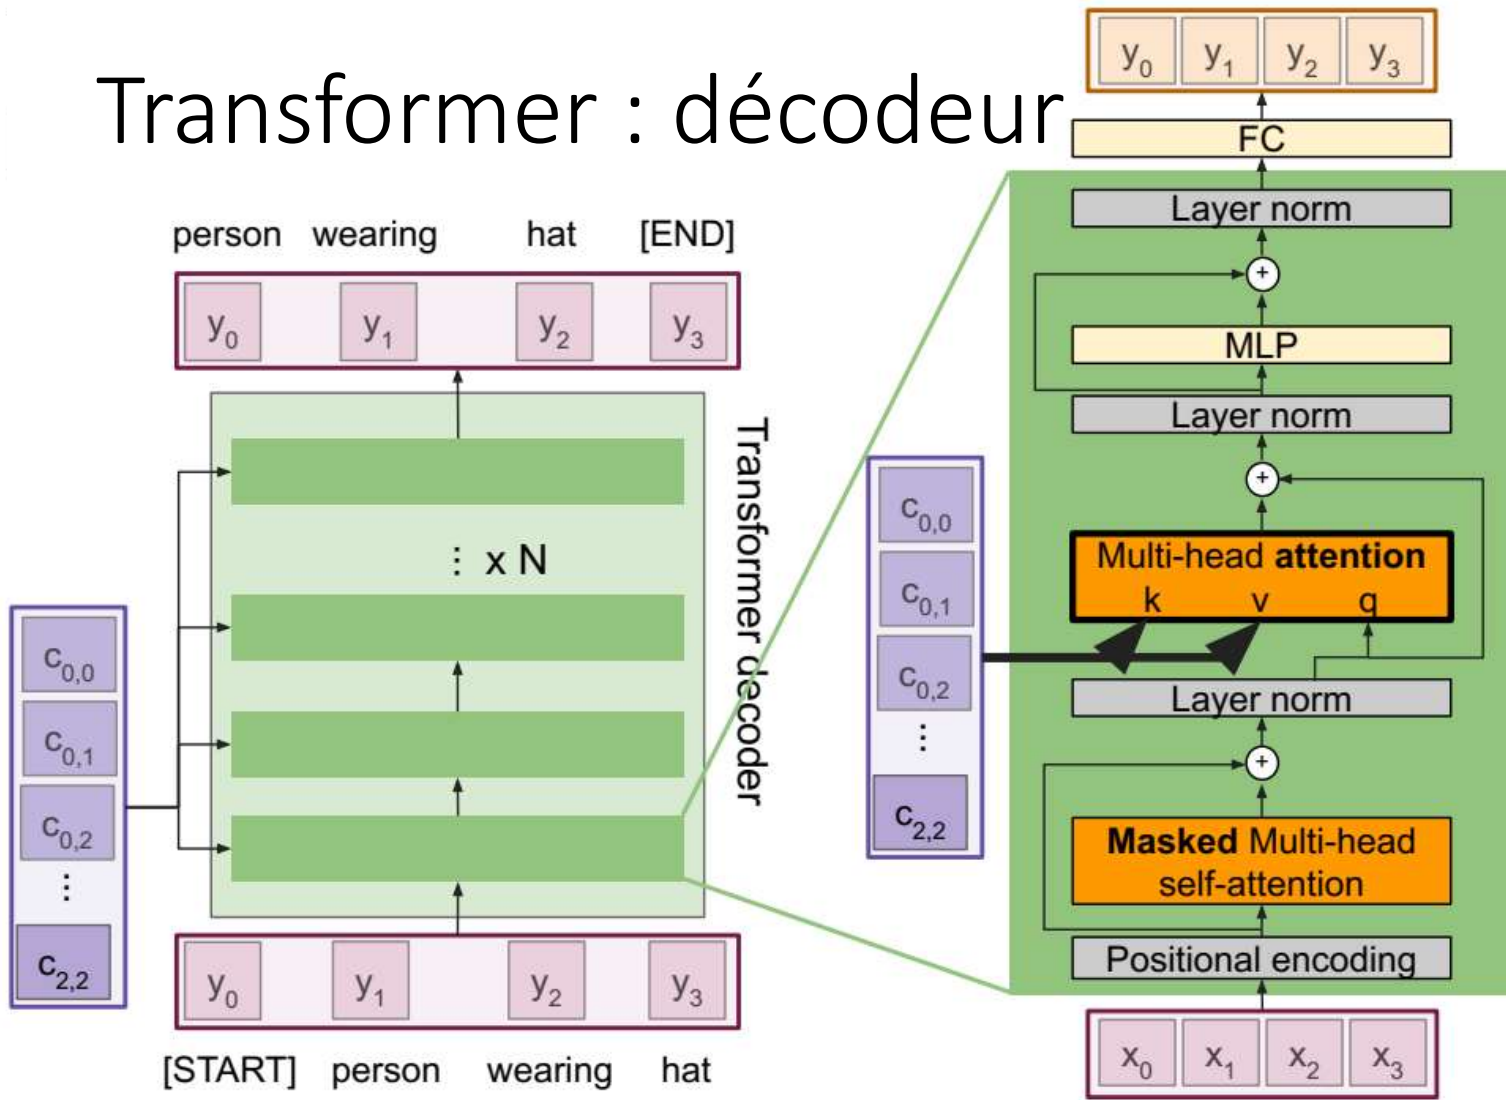 Transformer : décodeur
person wearing hat [END]
y0 y1 y2 y3
⋮ x N
Transformer decoder
c0,0
c0,1
c0,2
⋮
c2,2
y0 y1 y2 y3
[START] person wearing hat
y0 y1 y2 y3
FC
Layer norm
+
MLP
Layer norm
+
Multi-head attention
k v q
c0,0
c0,1
c0,2
⋮
c2,2
Layer norm
+
Masked Multi-head
self-attention
Positional encoding
x0 x1 x2 x3